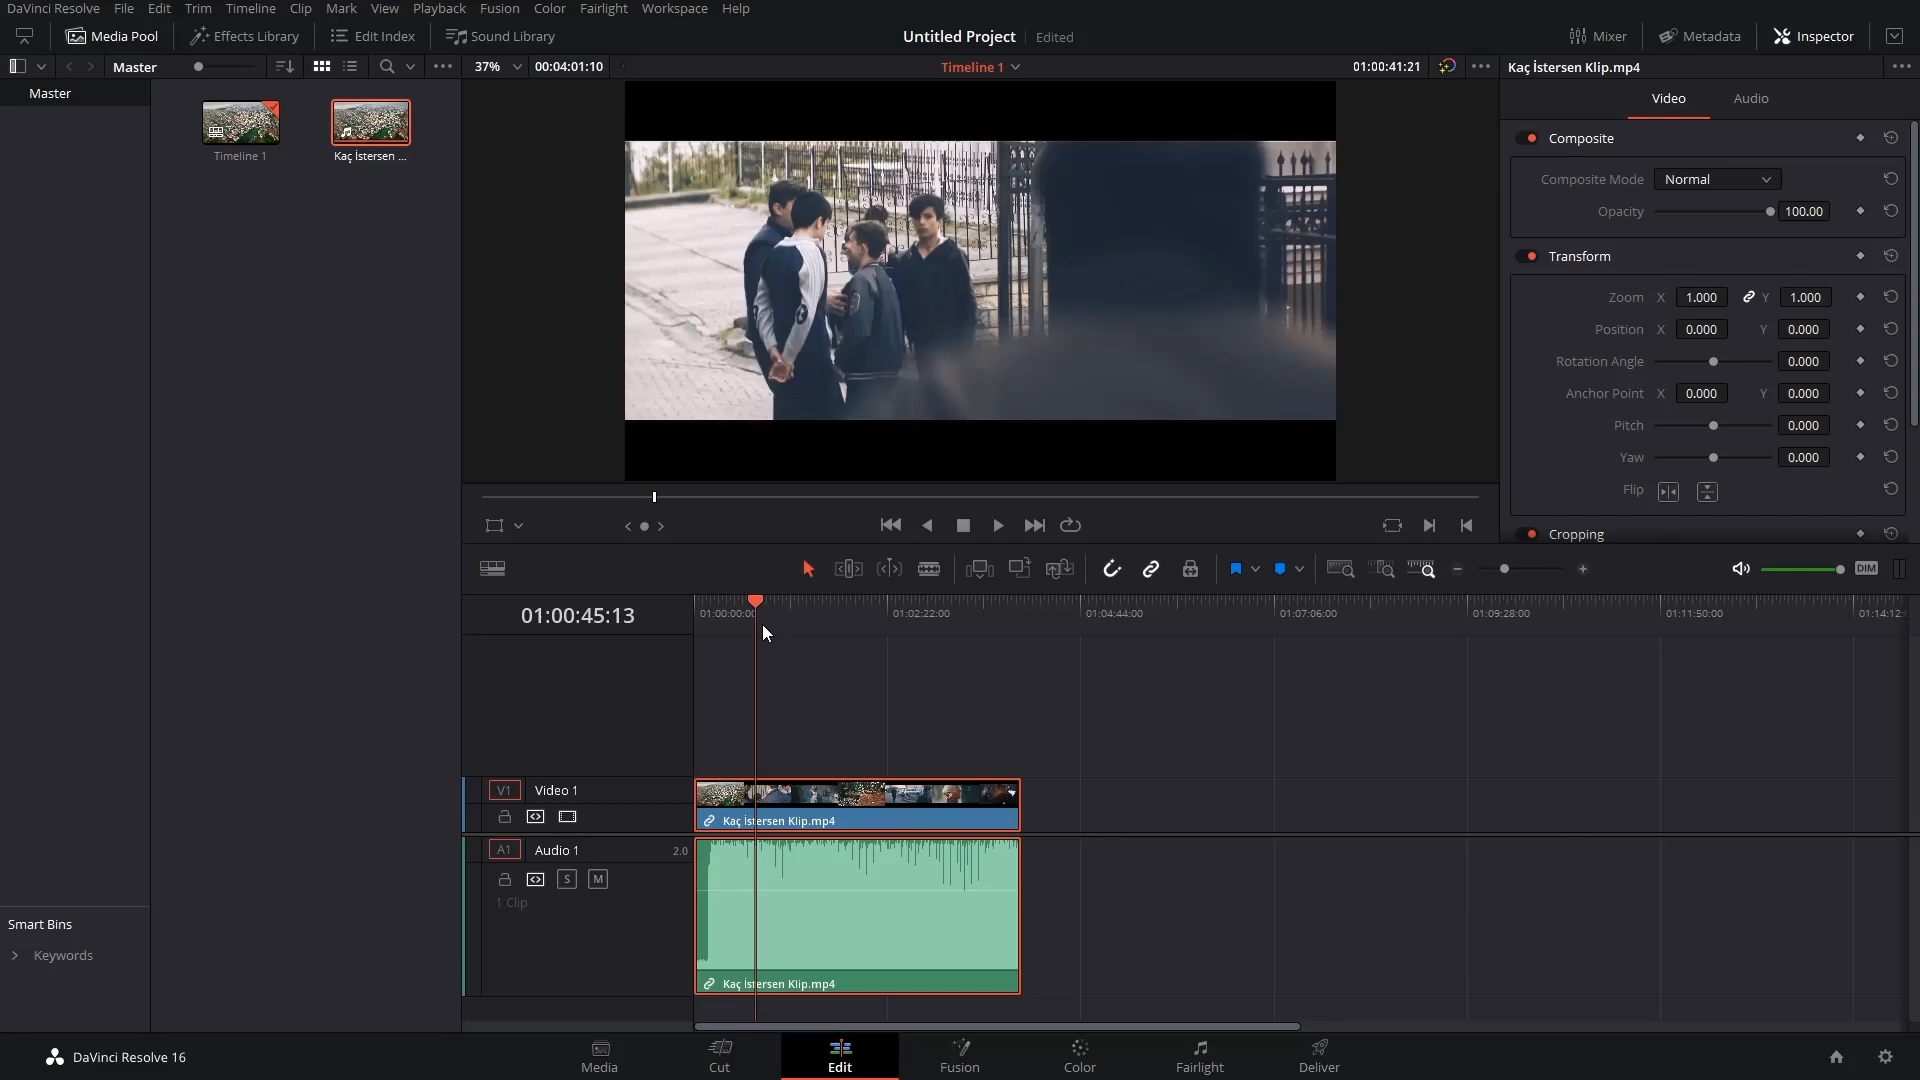 DaVinci Resolve File Edit Trim Timeline Clip Mark View Playback Fusion Color Fairlight Workspace Help
Media Pool Effects Library Edit Index Sound Library Untitled Project Edited Mixer Metadata Inspector
Master 37% 00:04:01:10 Timeline 1 01:00:41:21 Kaç İstersen Klip.mp4
Master
Timeline 1
Kaç İstersen ...
Video Audio
Composite
Composite Mode Normal
Opacity 100.00
Transform
Zoom X 1.000 Y 1.000
Position X 0.000 Y 0.000
Rotation Angle 0.000
Anchor Point X 0.000 Y 0.000
Pitch 0.000
Yaw 0.000
Flip
Cropping
DIM
01:00:45:13 01:00:00:00 01:02:22:00 01:04:44:00 01:07:06:00 01:09:28:00 01:11:50:00 01:14:12:
V1 Video 1
Kaç İstersen Klip.mp4
A1 Audio 1 2.0
S M
1 Clip
Kaç İstersen Klip.mp4
Smart Bins
Keywords
DaVinci Resolve 16
Media Cut Edit Fusion Color Fairlight Deliver